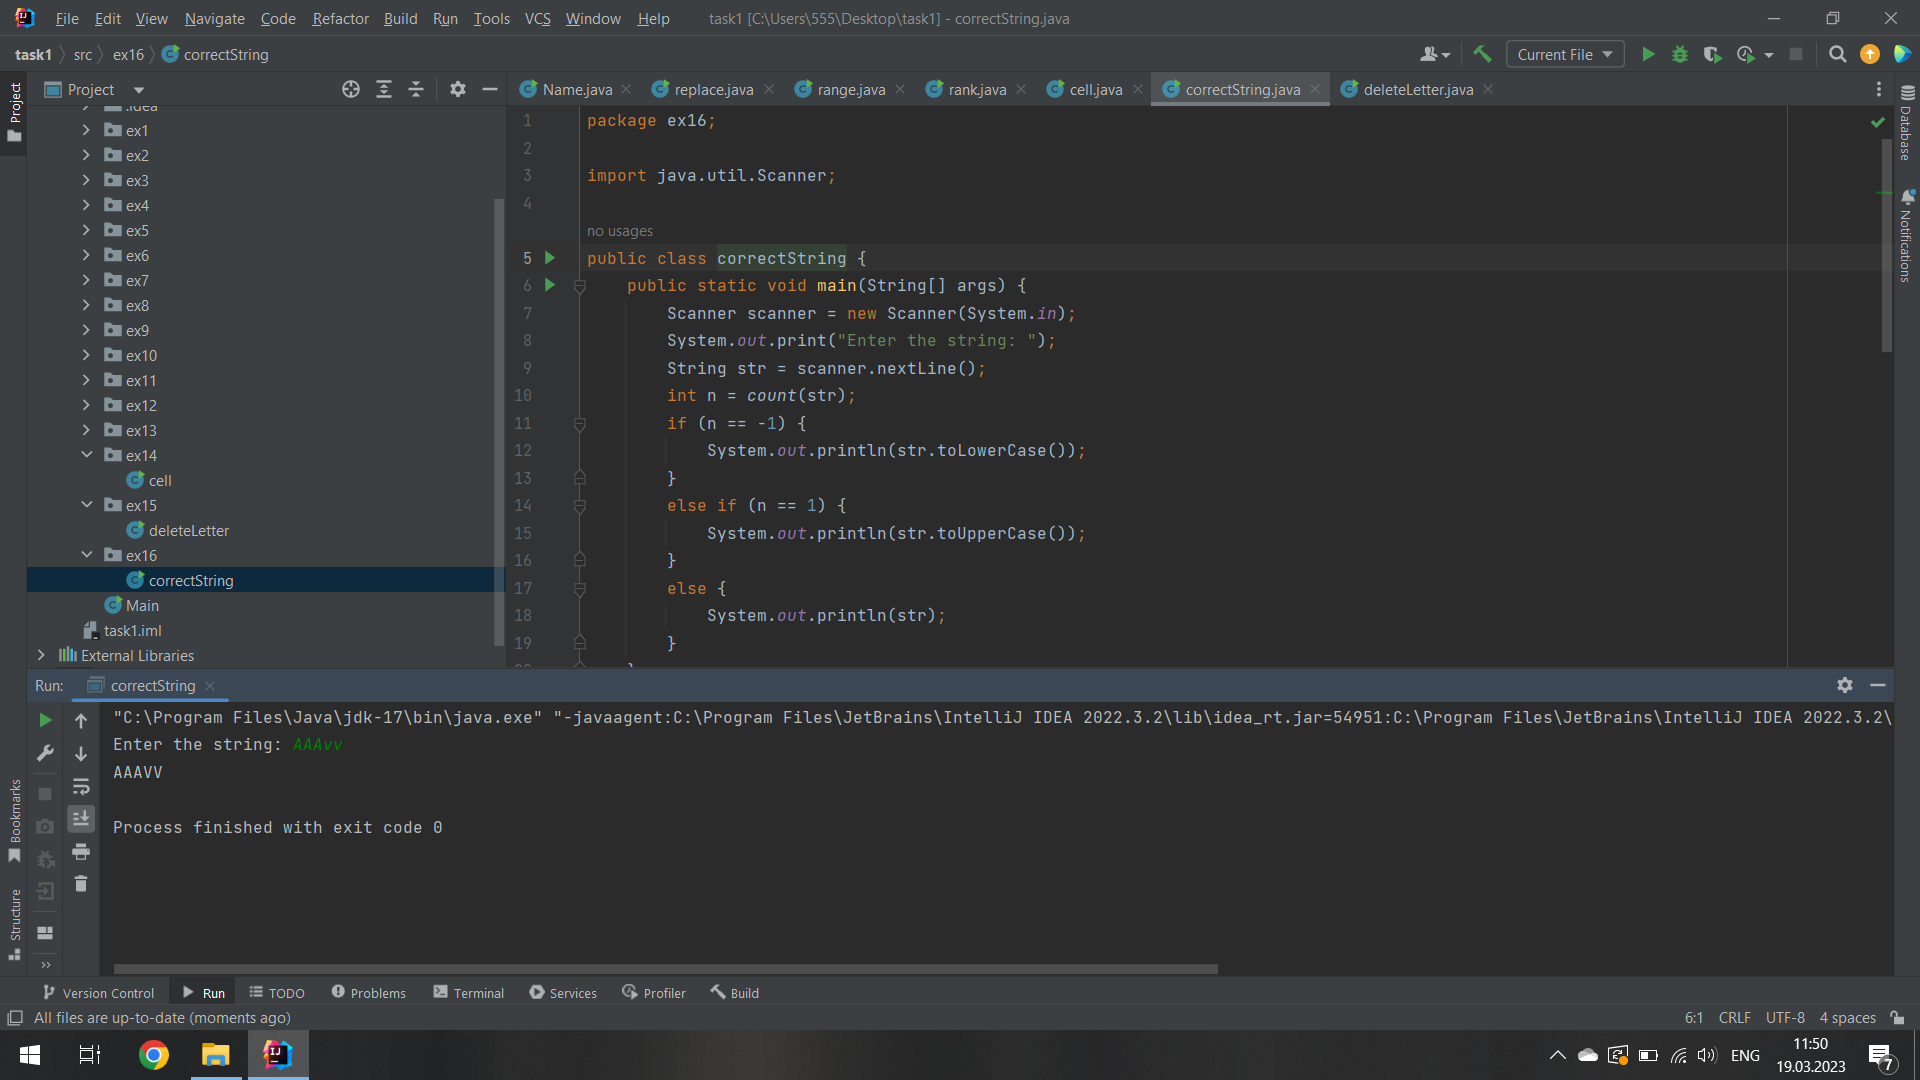 File Edit View Navigate Code Refactor Build Run Tools VCS Window Help task1 [C:\Users\555\Desktop\task1] - correctString.java
task1 src ex16 correctString
Current File
Project
Name.java replace.java range.java rank.java cell.java correctString.java deleteLetter.java
Project
.idea
ex1
ex2
ex3
ex4
ex5
ex6
ex7
ex8
ex9
ex10
ex11
ex12
ex13
ex14
cell
ex15
deleteLetter
ex16
correctString
Main
task1.iml
External Libraries
1 package ex16;
2
3 import java.util.Scanner;
4
no usages
5 public class correctString {
6 public static void main(String[] args) {
7 Scanner scanner = new Scanner(System.in);
8 System.out.print("Enter the string: ");
9 String str = scanner.nextLine();
10 int n = count(str);
11 if (n == -1) {
12 System.out.println(str.toLowerCase());
13 }
14 else if (n == 1) {
15 System.out.println(str.toUpperCase());
16 }
17 else {
18 System.out.println(str);
19 }
Database
Notifications
Run: correctString
"C:\Program Files\Java\jdk-17\bin\java.exe" "-javaagent:C:\Program Files\JetBrains\IntelliJ IDEA 2022.3.2\lib\idea_rt.jar=54951:C:\Program Files\JetBrains\IntelliJ IDEA 2022.3.2\
Enter the string: AAAvv
AAAVV
Process finished with exit code 0
Bookmarks
Structure
Version Control Run TODO Problems Terminal Services Profiler Build
All files are up-to-date (moments ago) 6:1 CRLF UTF-8 4 spaces
ENG
11:50
19.03.2023
7